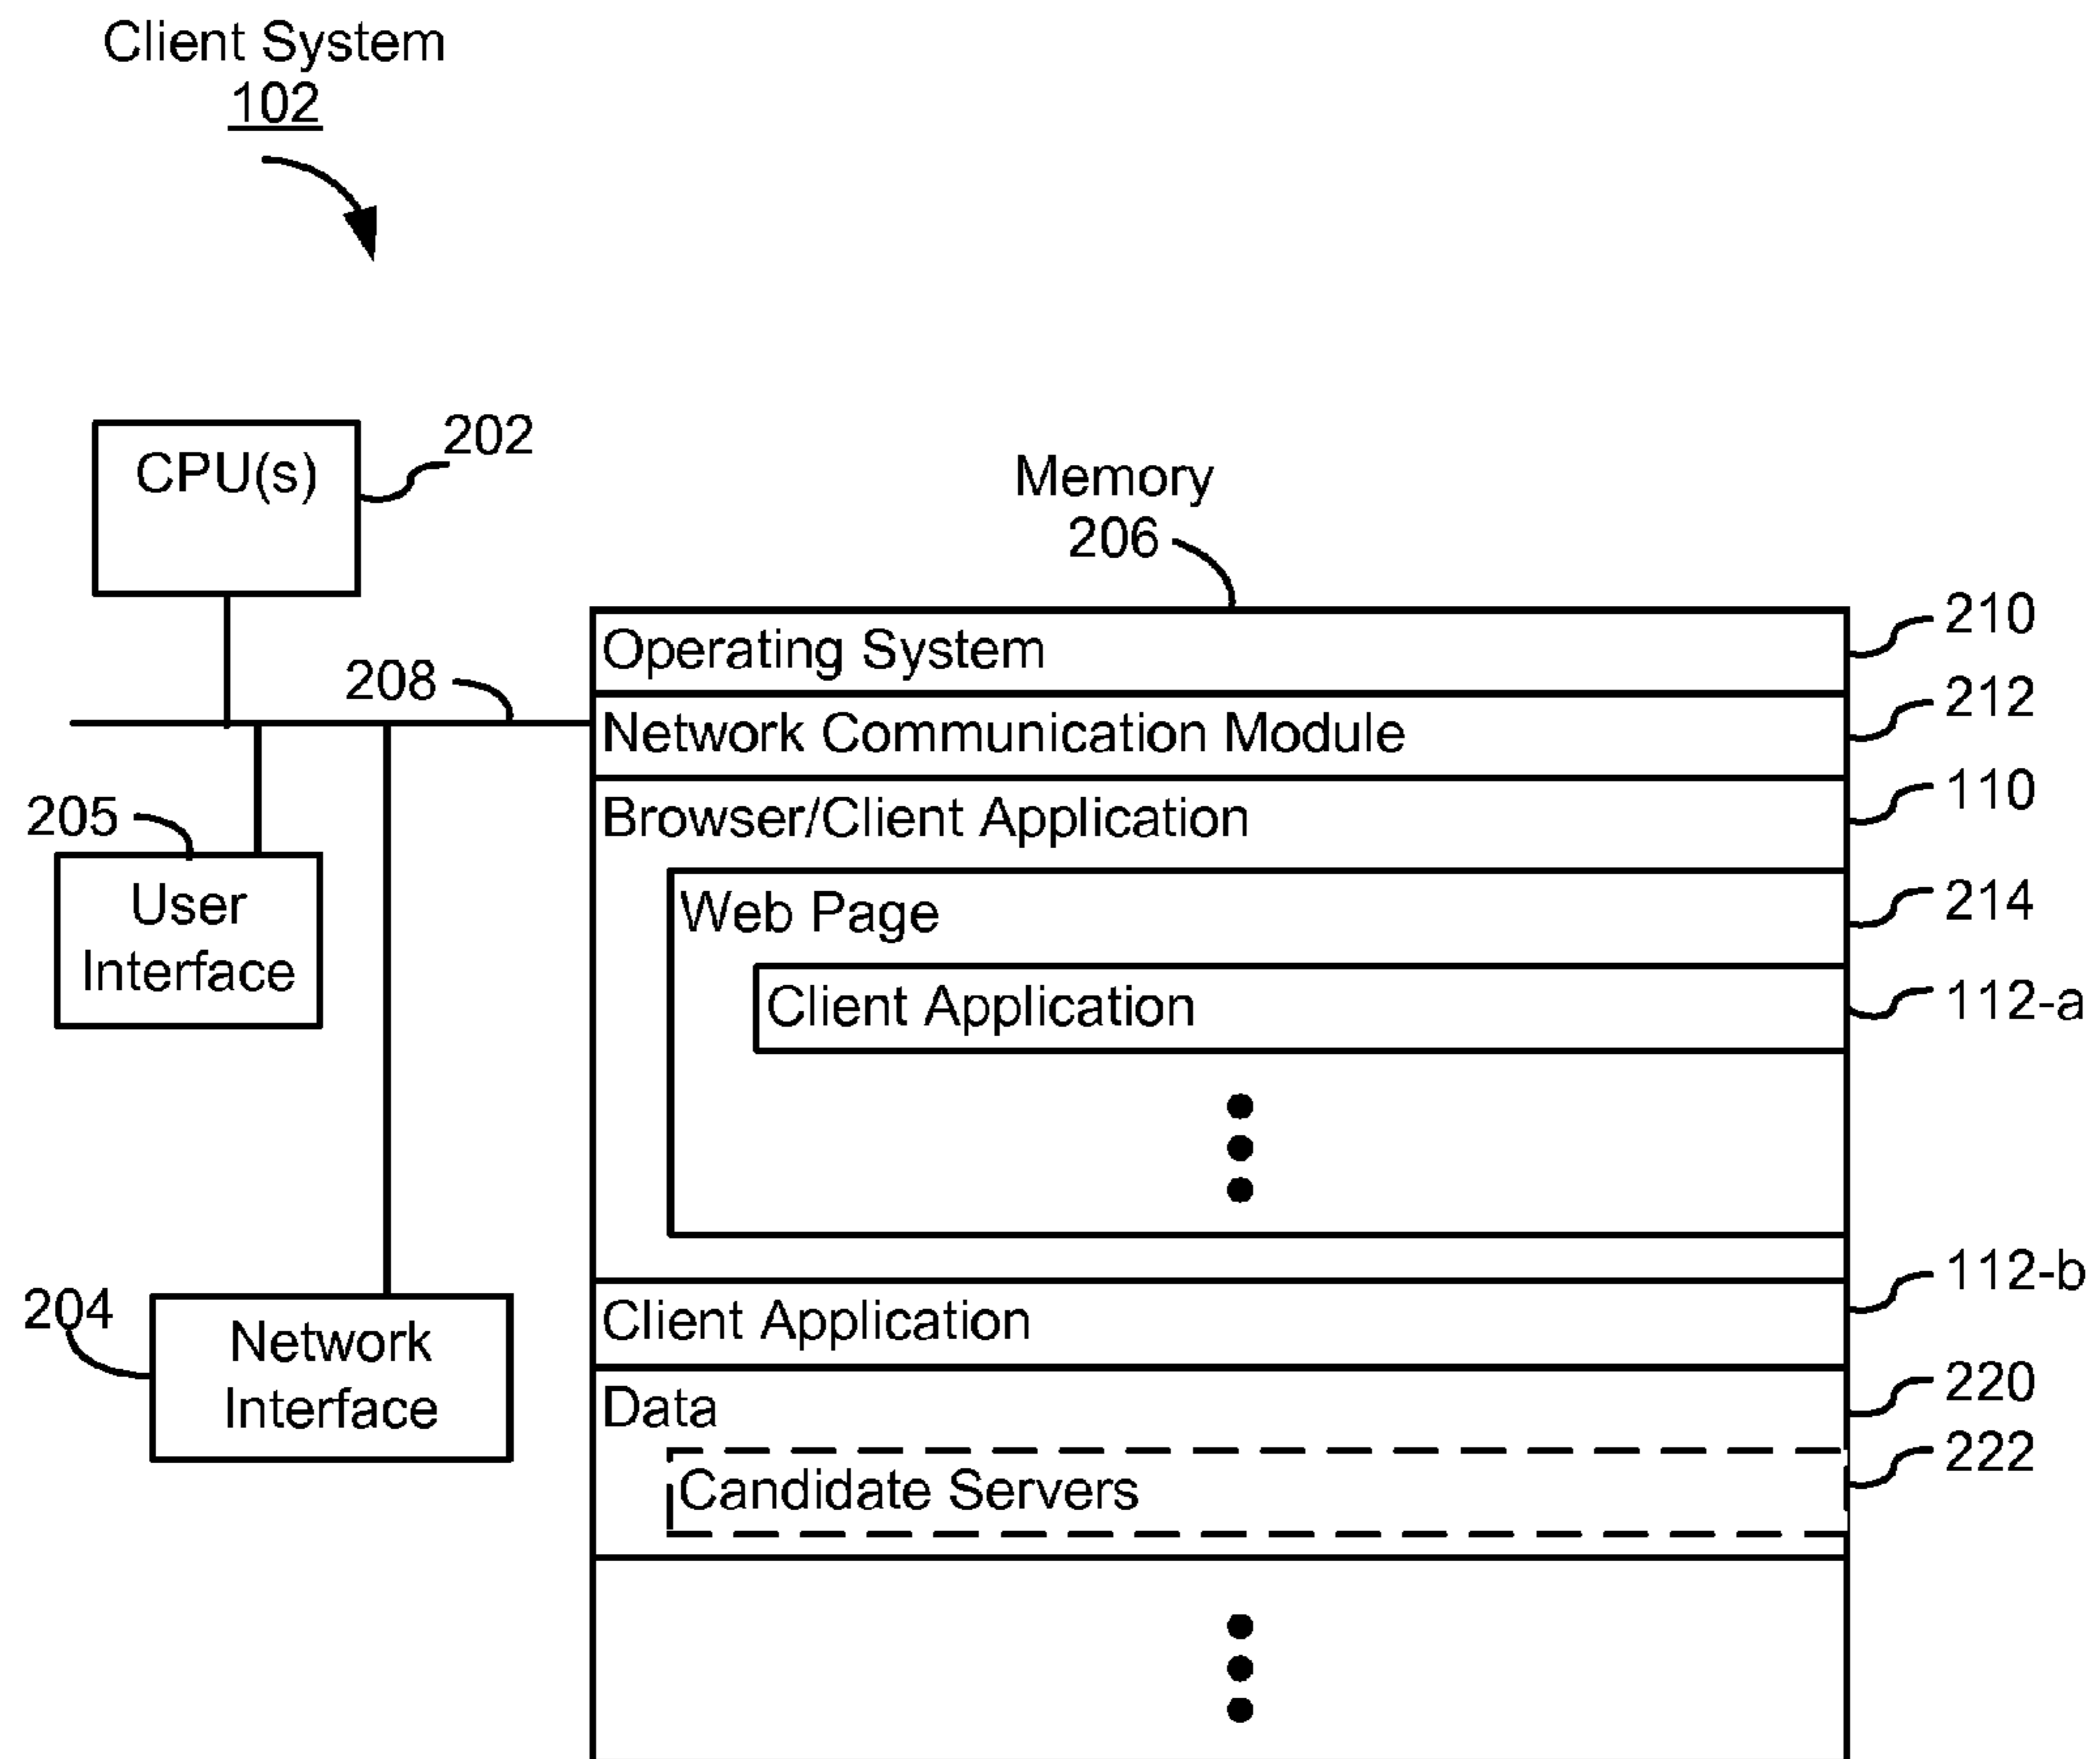 Client System
102
CPU(s)
202
Memory
206
Operating System
210
208
Network Communication Module
212
Browser/Client Application
110
205
User
Interface
Web Page
214
Client Application
112-a
204
Network
Interface
Client Application
112-b
Data
220
Candidate Servers
222